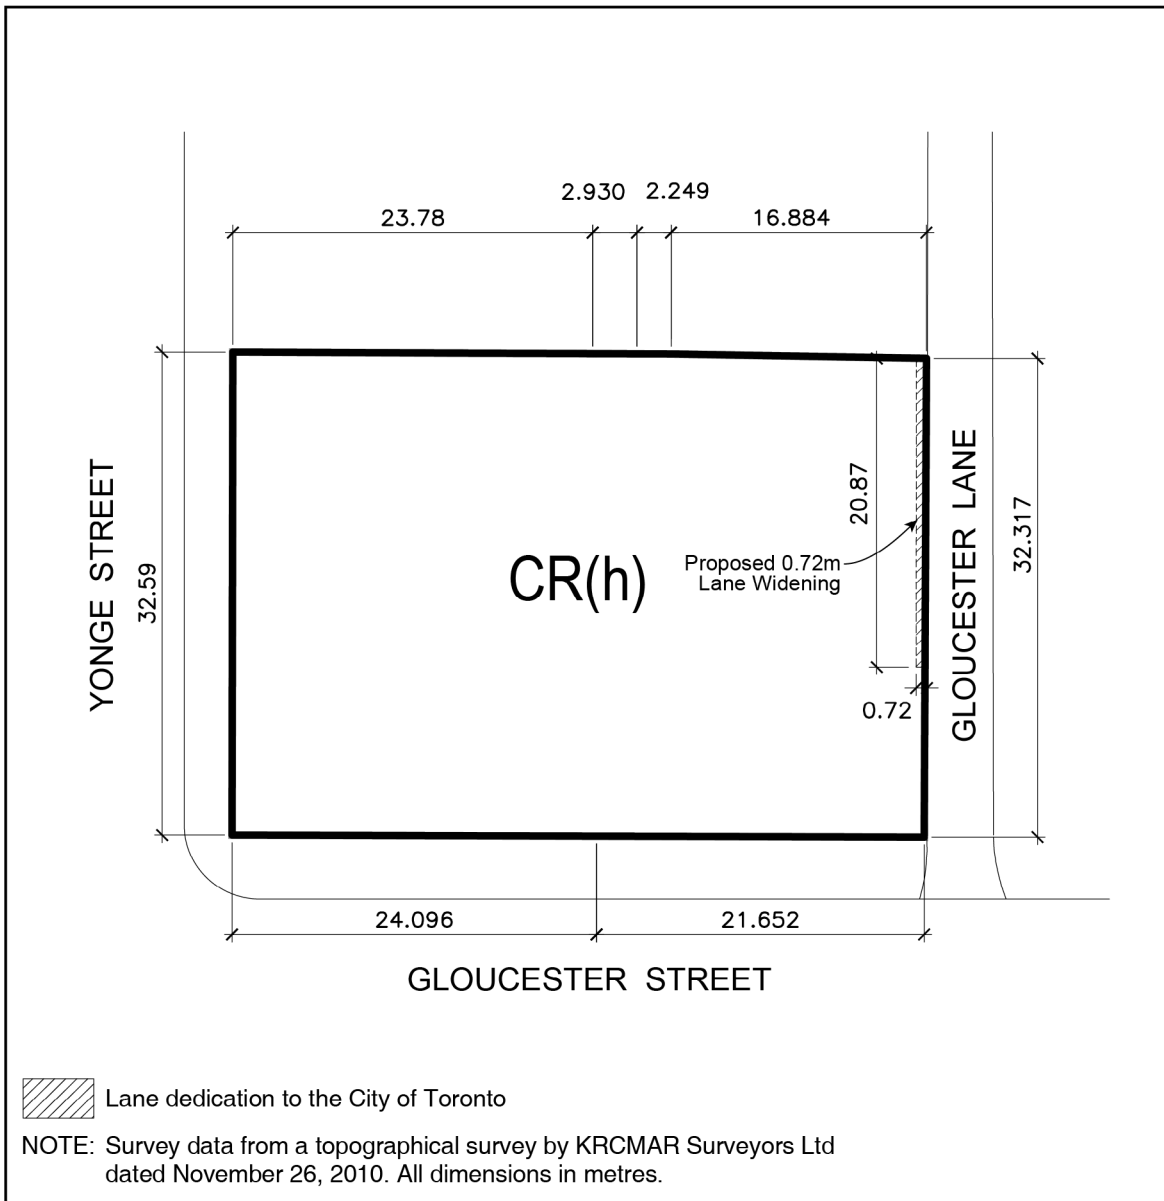 2.930 2.249
23.78 16.884
YONGE STREET
32.59
CR(h)
20.87
Proposed 0.72m
Lane Widening
0.72
GLOUCESTER LANE
32.317
24.096 21.652
GLOUCESTER STREET
Lane dedication to the City of Toronto
NOTE: Survey data from a topographical survey by KRCMAR Surveyors Ltd
dated November 26, 2010. All dimensions in metres.